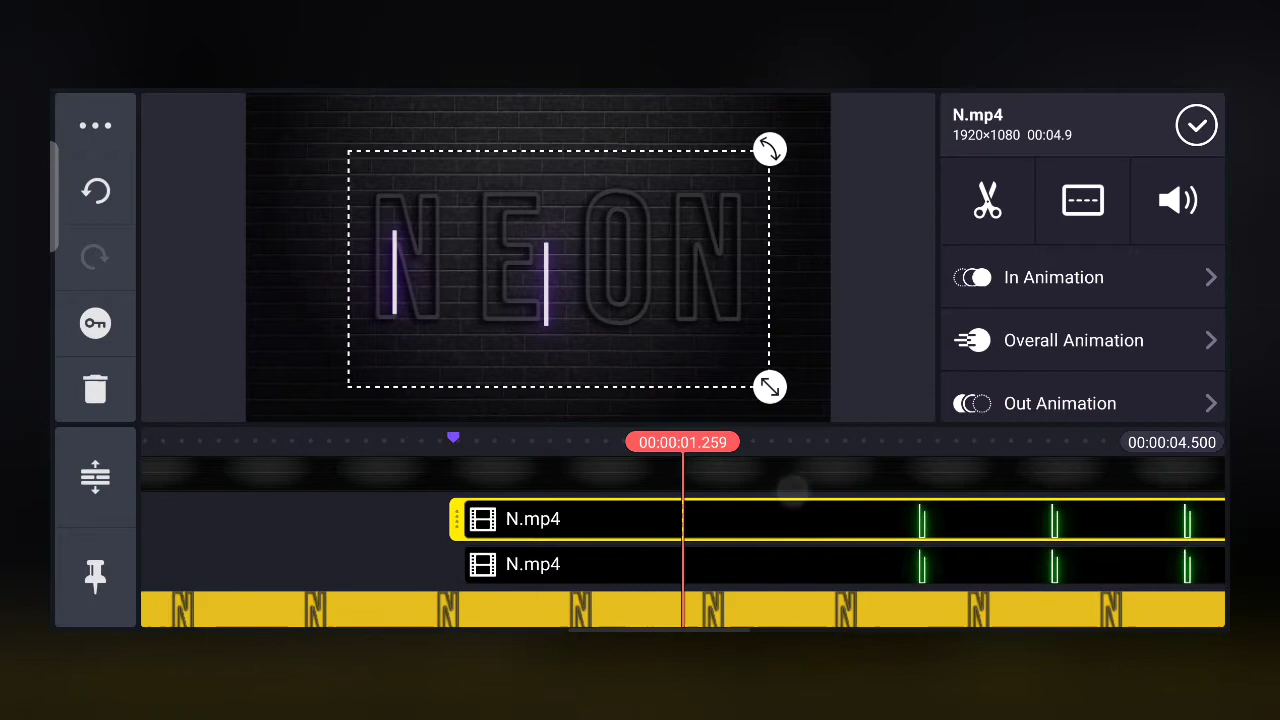 NEON
N.mp4
1920×1080 00:04.9
In Animation
Overall Animation
Out Animation
00:00:01.259
00:00:04.500
N.mp4
N.mp4
N N N N N N N N